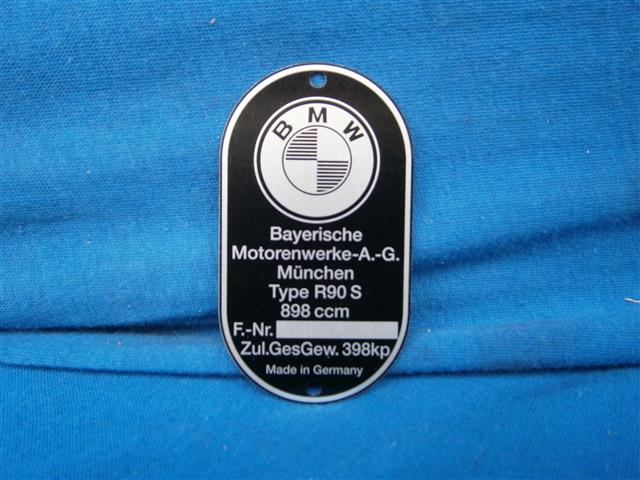 BMW
Bayerische
Motorenwerke-A.-G.
München
Type R90 S
898 ccm
F.-Nr.
Zul.GesGew. 398kp
Made in Germany